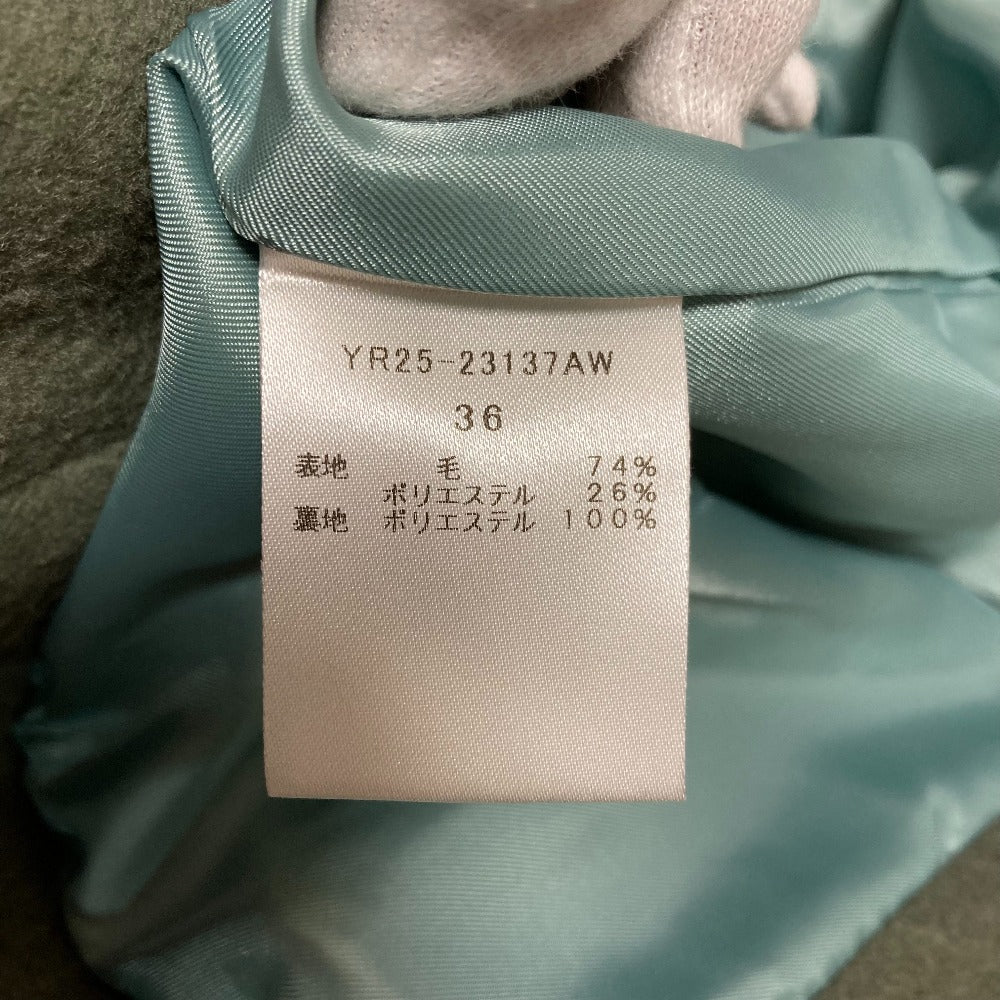 YR25-23137AW
36
表地 毛 74%
ポリエステル 26%
裏地 ポリエステル 100%